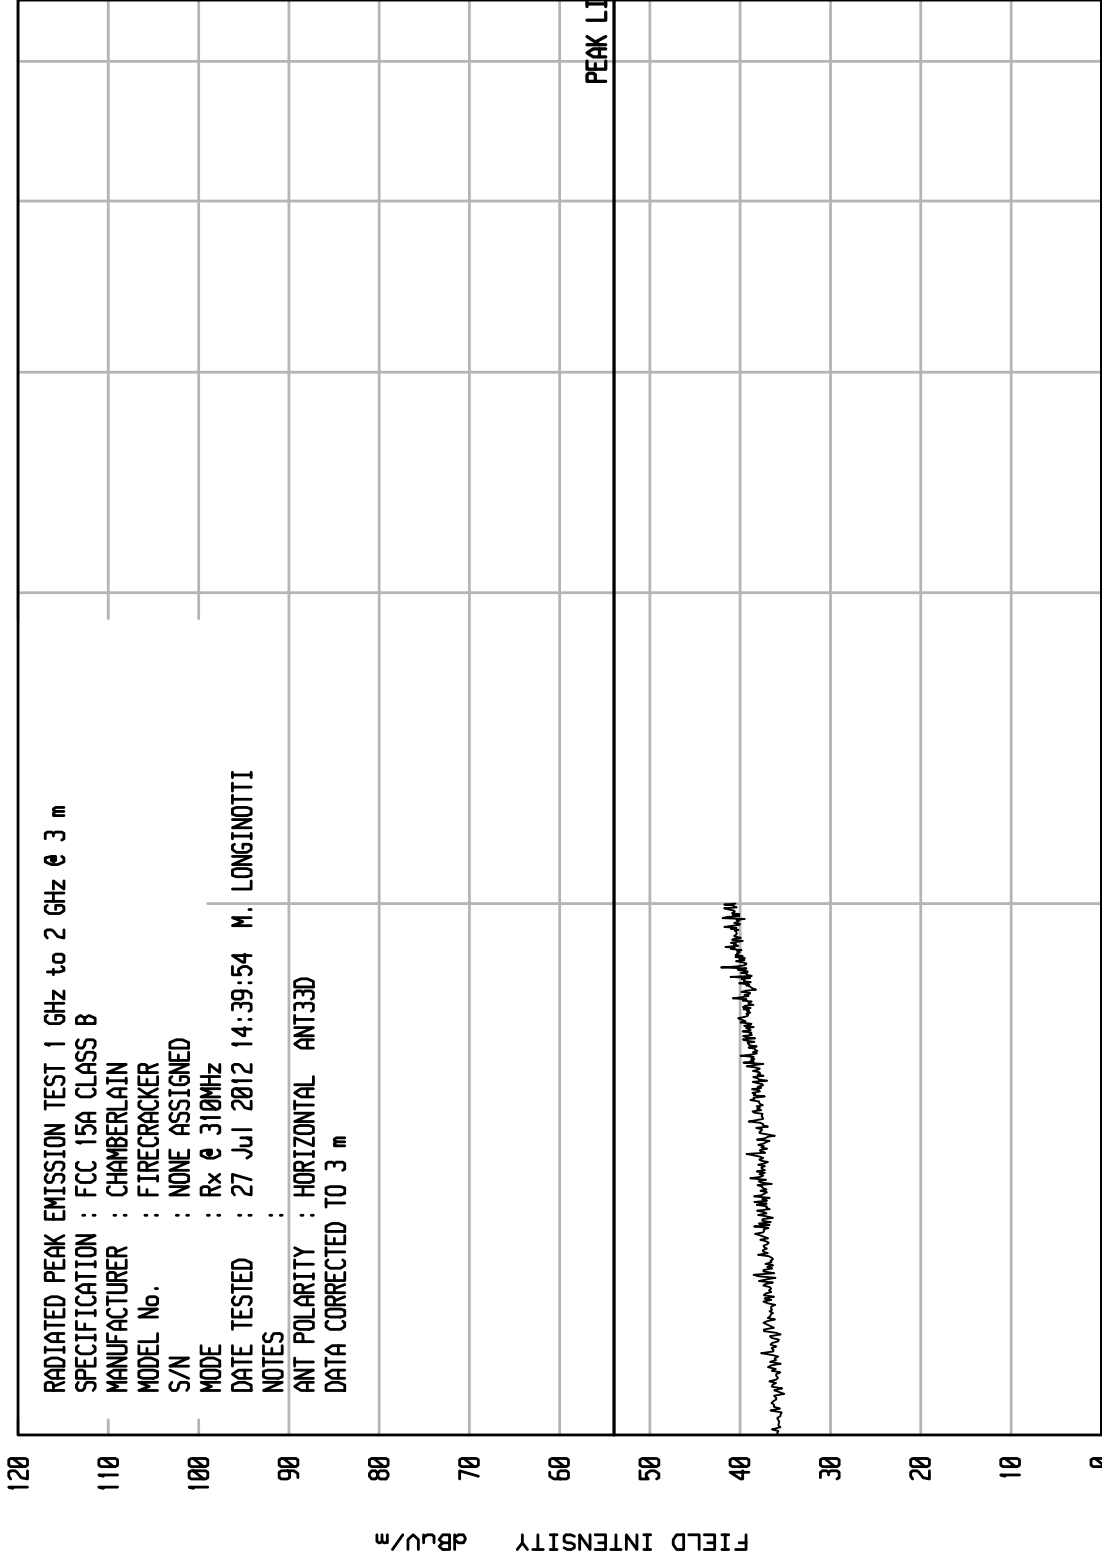 RADIATED PEAK EMISSION TEST 1 GHz to 2 GHz @ 3 m
SPECIFICATION : FCC 15A CLASS B
MANUFACTURER : CHAMBERLAIN
MODEL No. : FIRECRACKER
S/N : NONE ASSIGNED
MODE : Rx @ 310MHz
DATE TESTED : 27 Jul 2012 14:39:54 M. LONGINOTTI
NOTES :
ANT POLARITY : HORIZONTAL ANT33D
DATA CORRECTED TO 3 m
PEAK LI
120
110
100
90
80
70
60
50
40
30
20
10
0
FIELD INTENSITY dBuV/m